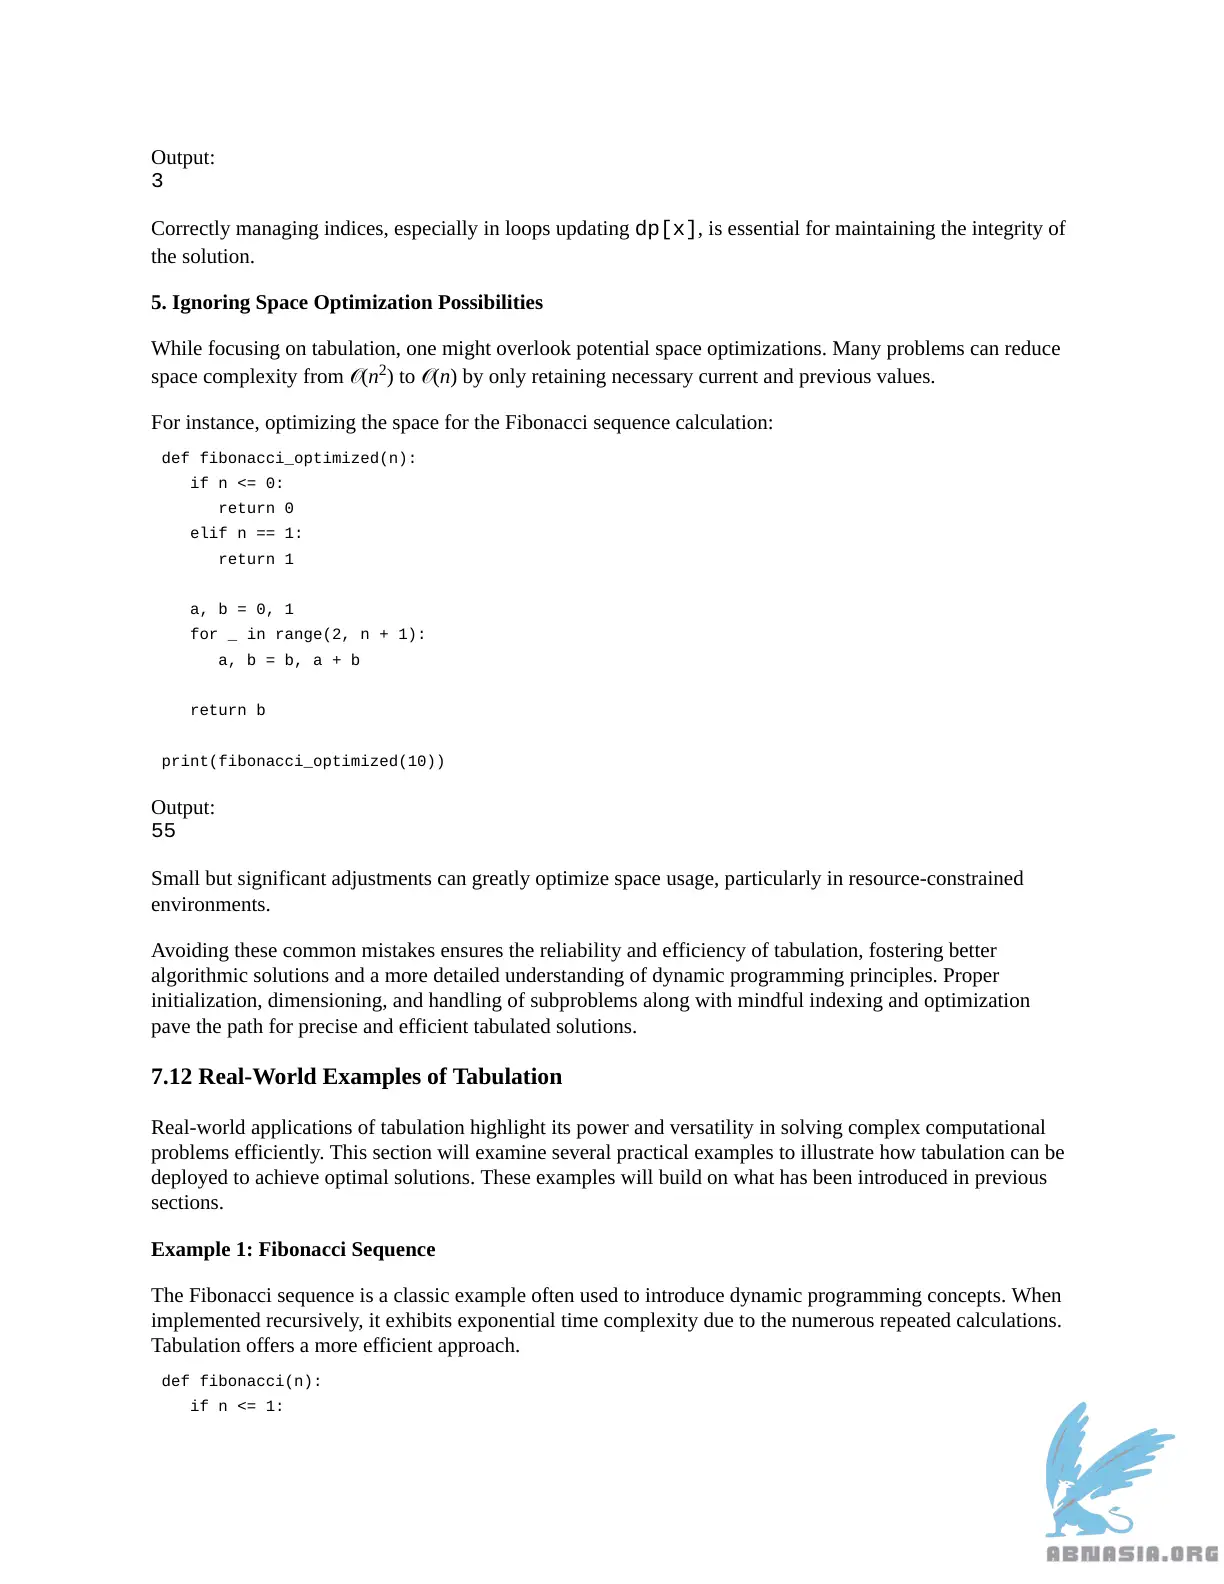 Output:
3
Correctly managing indices, especially in loops updating dp[x], is essential for maintaining the integrity of
the solution.
5. Ignoring Space Optimization Possibilities
While focusing on tabulation, one might overlook potential space optimizations. Many problems can reduce
space complexity from 𝒪(n²) to 𝒪(n) by only retaining necessary current and previous values.
For instance, optimizing the space for the Fibonacci sequence calculation:
def fibonacci_optimized(n):
   if n <= 0:
      return 0
   elif n == 1:
      return 1
   a, b = 0, 1
   for _ in range(2, n + 1):
      a, b = b, a + b
   return b
print(fibonacci_optimized(10))
Output:
55
Small but significant adjustments can greatly optimize space usage, particularly in resource-constrained
environments.
Avoiding these common mistakes ensures the reliability and efficiency of tabulation, fostering better
algorithmic solutions and a more detailed understanding of dynamic programming principles. Proper
initialization, dimensioning, and handling of subproblems along with mindful indexing and optimization
pave the path for precise and efficient tabulated solutions.
7.12 Real-World Examples of Tabulation
Real-world applications of tabulation highlight its power and versatility in solving complex computational
problems efficiently. This section will examine several practical examples to illustrate how tabulation can be
deployed to achieve optimal solutions. These examples will build on what has been introduced in previous
sections.
Example 1: Fibonacci Sequence
The Fibonacci sequence is a classic example often used to introduce dynamic programming concepts. When
implemented recursively, it exhibits exponential time complexity due to the numerous repeated calculations.
Tabulation offers a more efficient approach.
def fibonacci(n):
   if n <= 1:
ABNASIA.ORG